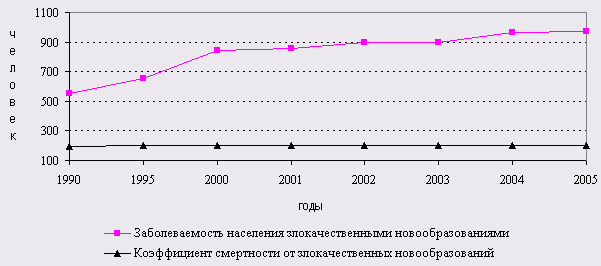 1100
900
700
500
300
100
человек
1990 1995 2000 2001 2002 2003 2004 2005
годы
Заболеваемость населения злокачественными новообразованиями
Коэффициент смертности от злокачественных новообразований